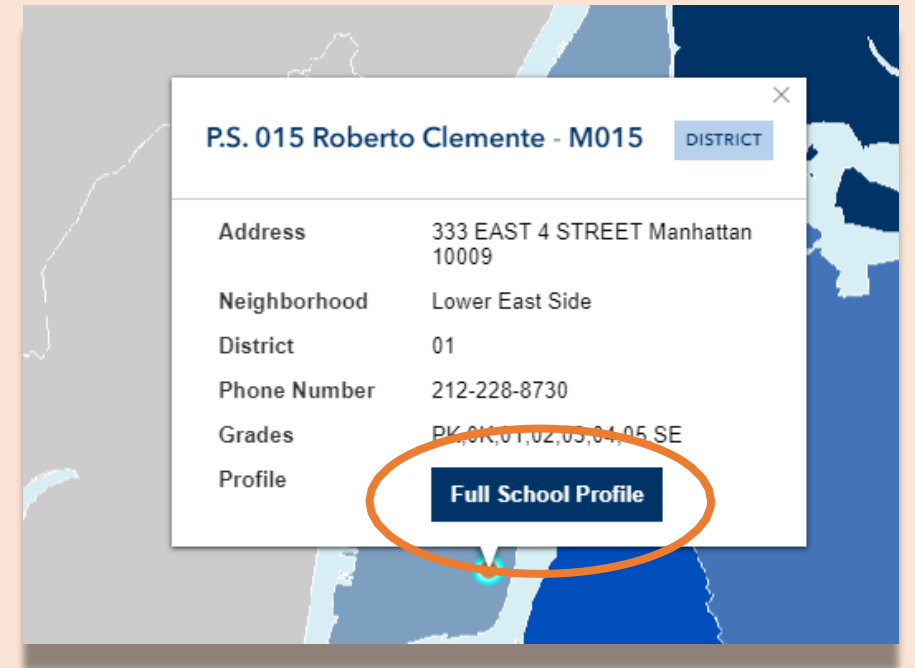 P.S. 015 Roberto Clemente - M015 DISTRICT
Address 333 EAST 4 STREET Manhattan
10009
Neighborhood Lower East Side
District 01
Phone Number 212-228-8730
Grades PK,0K,01,02,03,04,05,SE
Profile Full School Profile